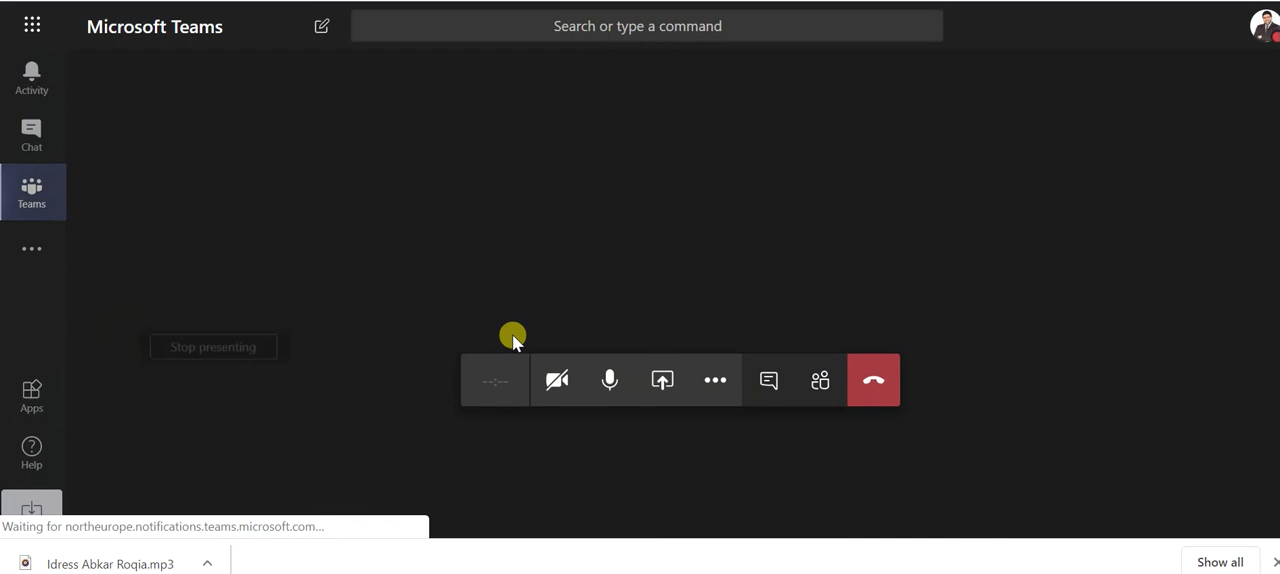 Microsoft Teams
Search or type a command
Activity
Chat
Teams
Stop presenting
--:--
Apps
Help
Waiting for northeurope.notifications.teams.microsoft.com...
Idress Abkar Roqia.mp3
Show all